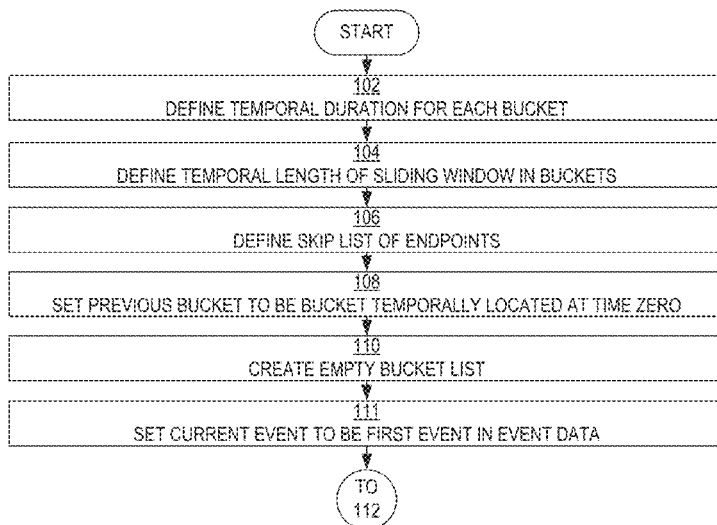 START
102
DEFINE TEMPORAL DURATION FOR EACH BUCKET
104
DEFINE TEMPORAL LENGTH OF SLIDING WINDOW IN BUCKETS
106
DEFINE SKIP LIST OF ENDPOINTS
108
SET PREVIOUS BUCKET TO BE BUCKET TEMPORALLY LOCATED AT TIME ZERO
110
CREATE EMPTY BUCKET LIST
111
SET CURRENT EVENT TO BE FIRST EVENT IN EVENT DATA
TO
112